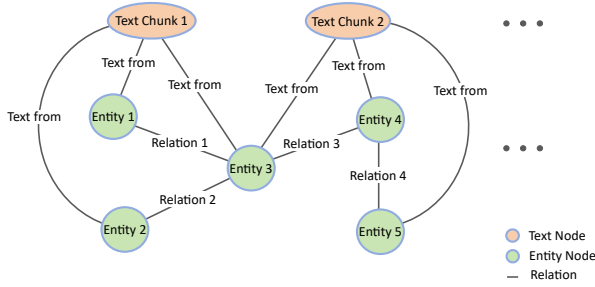 Text Chunk 1
Text Chunk 2
Text from
Text from
Text from
Text from
Text from
Text from
Entity 1
Entity 4
Relation 1
Relation 3
Entity 3
Relation 4
Relation 2
Entity 2
Entity 5
Text Node
Entity Node
Relation